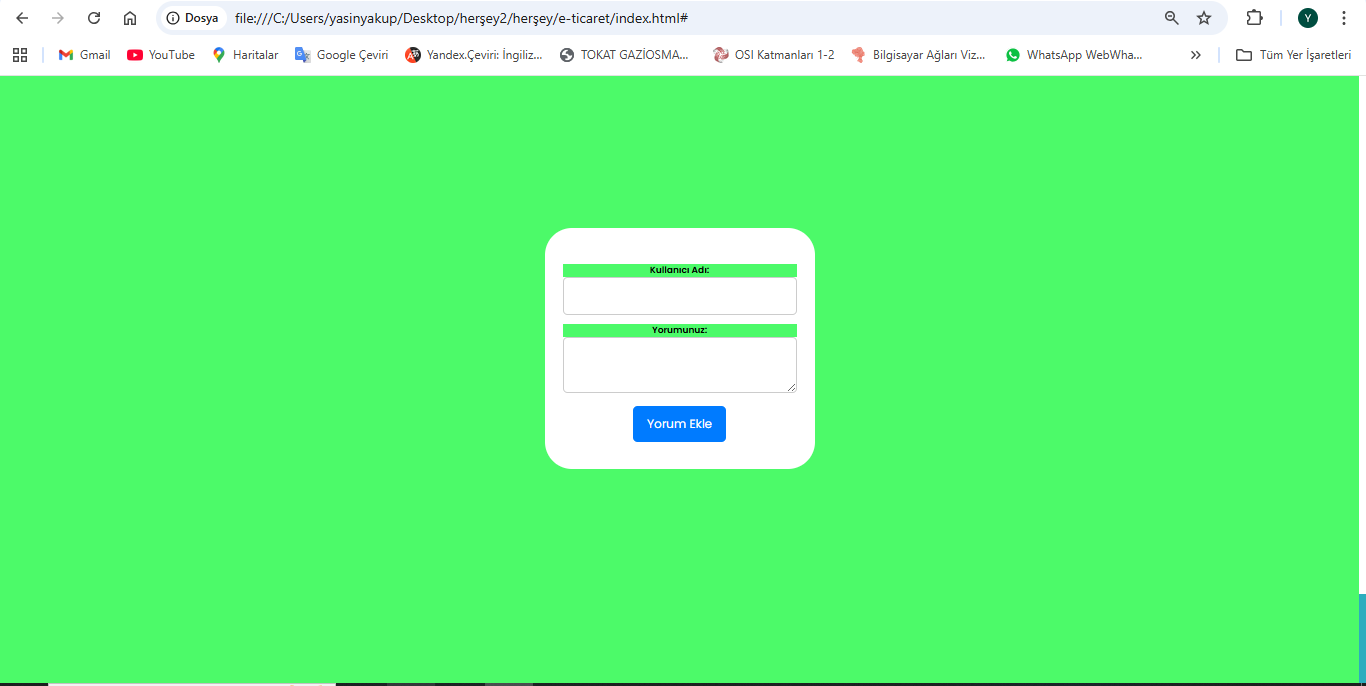 Dosya file:///C:/Users/yasinyakup/Desktop/herşey2/herşey/e-ticaret/index.html# Y
Gmail YouTube Haritalar Google Çeviri Yandex.Çeviri: İngiliz... TOKAT GAZİOSMA... OSI Katmanları 1-2 Bilgisayar Ağları Viz... WhatsApp WebWha... Tüm Yer İşaretleri
Kullanıcı Adı:
Yorumunuz:
Yorum Ekle